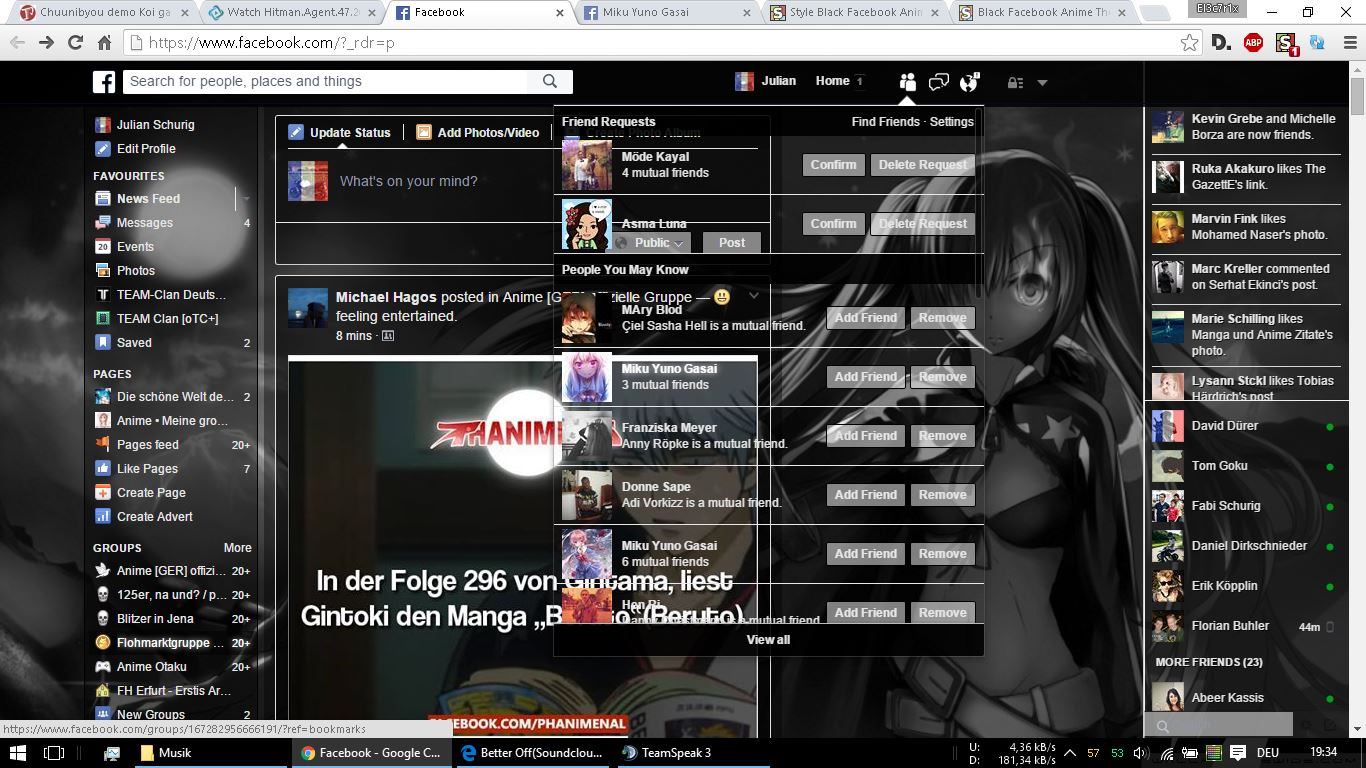 Chuunibyou demo Koi ga
Watch Hitman.Agent.47.2
Facebook
Miku Yuno Gasai
Style Black Facebook Anim
Black Facebook Anime The
El3c7r1x
https://www.facebook.com/?_rdr=p
D.
ABP
S
1
Search for people, places and things
Julian
Home 1
Julian Schurig
Edit Profile
FAVOURITES
News Feed
Messages 4
Events
Photos
TEAM-Clan Deuts...
TEAM Clan [oTC+]
Saved 2
PAGES
Die schöne Welt de... 2
Anime • Meine gro...
Pages feed 20+
Like Pages 7
Create Page
Create Advert
GROUPS More
Anime [GER] offizi... 20+
125er, na und? / p... 20+
Blitzer in Jena 20+
Flohmarktgruppe ... 20+
Anime Otaku 20+
FH Erfurt - Erstis Ar...
New Groups 2
Update Status
Add Photos/Video
Create Photo Album
What's on your mind?
Public
Post
Michael Hagos posted in Anime [GER] offizielle Gruppe —
feeling entertained.
8 mins ·
In der Folge 296 von Gintama, liest
Gintoki den Manga „B
(Boruto)
FACEBOOK.COM/PHANIMENAL
Friend Requests
Find Friends · Settings
Möde Kayal
4 mutual friends
Confirm Delete Request
Asma Luna
Confirm Delete Request
People You May Know
MAry Blod
Çiel Sasha Hell is a mutual friend.
Add Friend Remove
Miku Yuno Gasai
3 mutual friends
Add Friend Remove
Franziska Meyer
Anny Röpke is a mutual friend.
Add Friend Remove
Donne Sape
Adi Vorkizz is a mutual friend.
Add Friend Remove
Miku Yuno Gasai
6 mutual friends
Add Friend Remove
is a mutual friend
Add Friend Remove
View all
Kevin Grebe and Michelle
Borza are now friends.
Ruka Akakuro likes The
GazettE's link.
Marvin Fink likes
Mohamed Naser's photo.
Marc Kreller commented
on Serhat Ekinci's post.
Marie Schilling likes
Manga und Anime Zitate's
photo.
Lysann Stckl likes Tobias
Härdrich's post
David Dürer
Tom Goku
Fabi Schurig
Daniel Dirkschnieder
Erik Köpplin
Florian Buhler 44m
MORE FRIENDS (23)
Abeer Kassis
https://www.facebook.com/groups/167282956666191/?ref=bookmarks
Musik
Facebook - Google C...
Better Off(Soundclou...
TeamSpeak 3
U: 4,36 kB/s
D: 181,34 kB/s
57
53
DEU
19:34